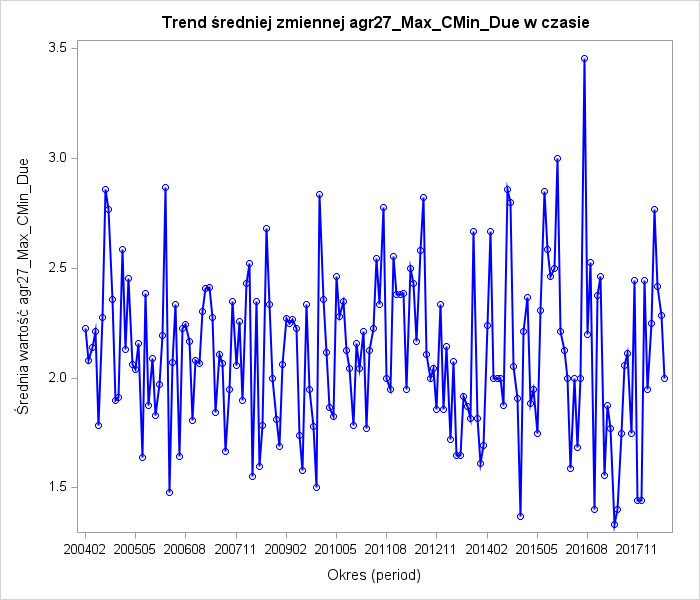 Trend średniej zmiennej agr27_Max_CMin_Due w czasie
Średnia wartość agr27_Max_CMin_Due
3.5
3.0
2.5
2.0
1.5
200402 200505 200608 200711 200902 201005 201108 201211 201402 201505 201608 201711
Okres (period)